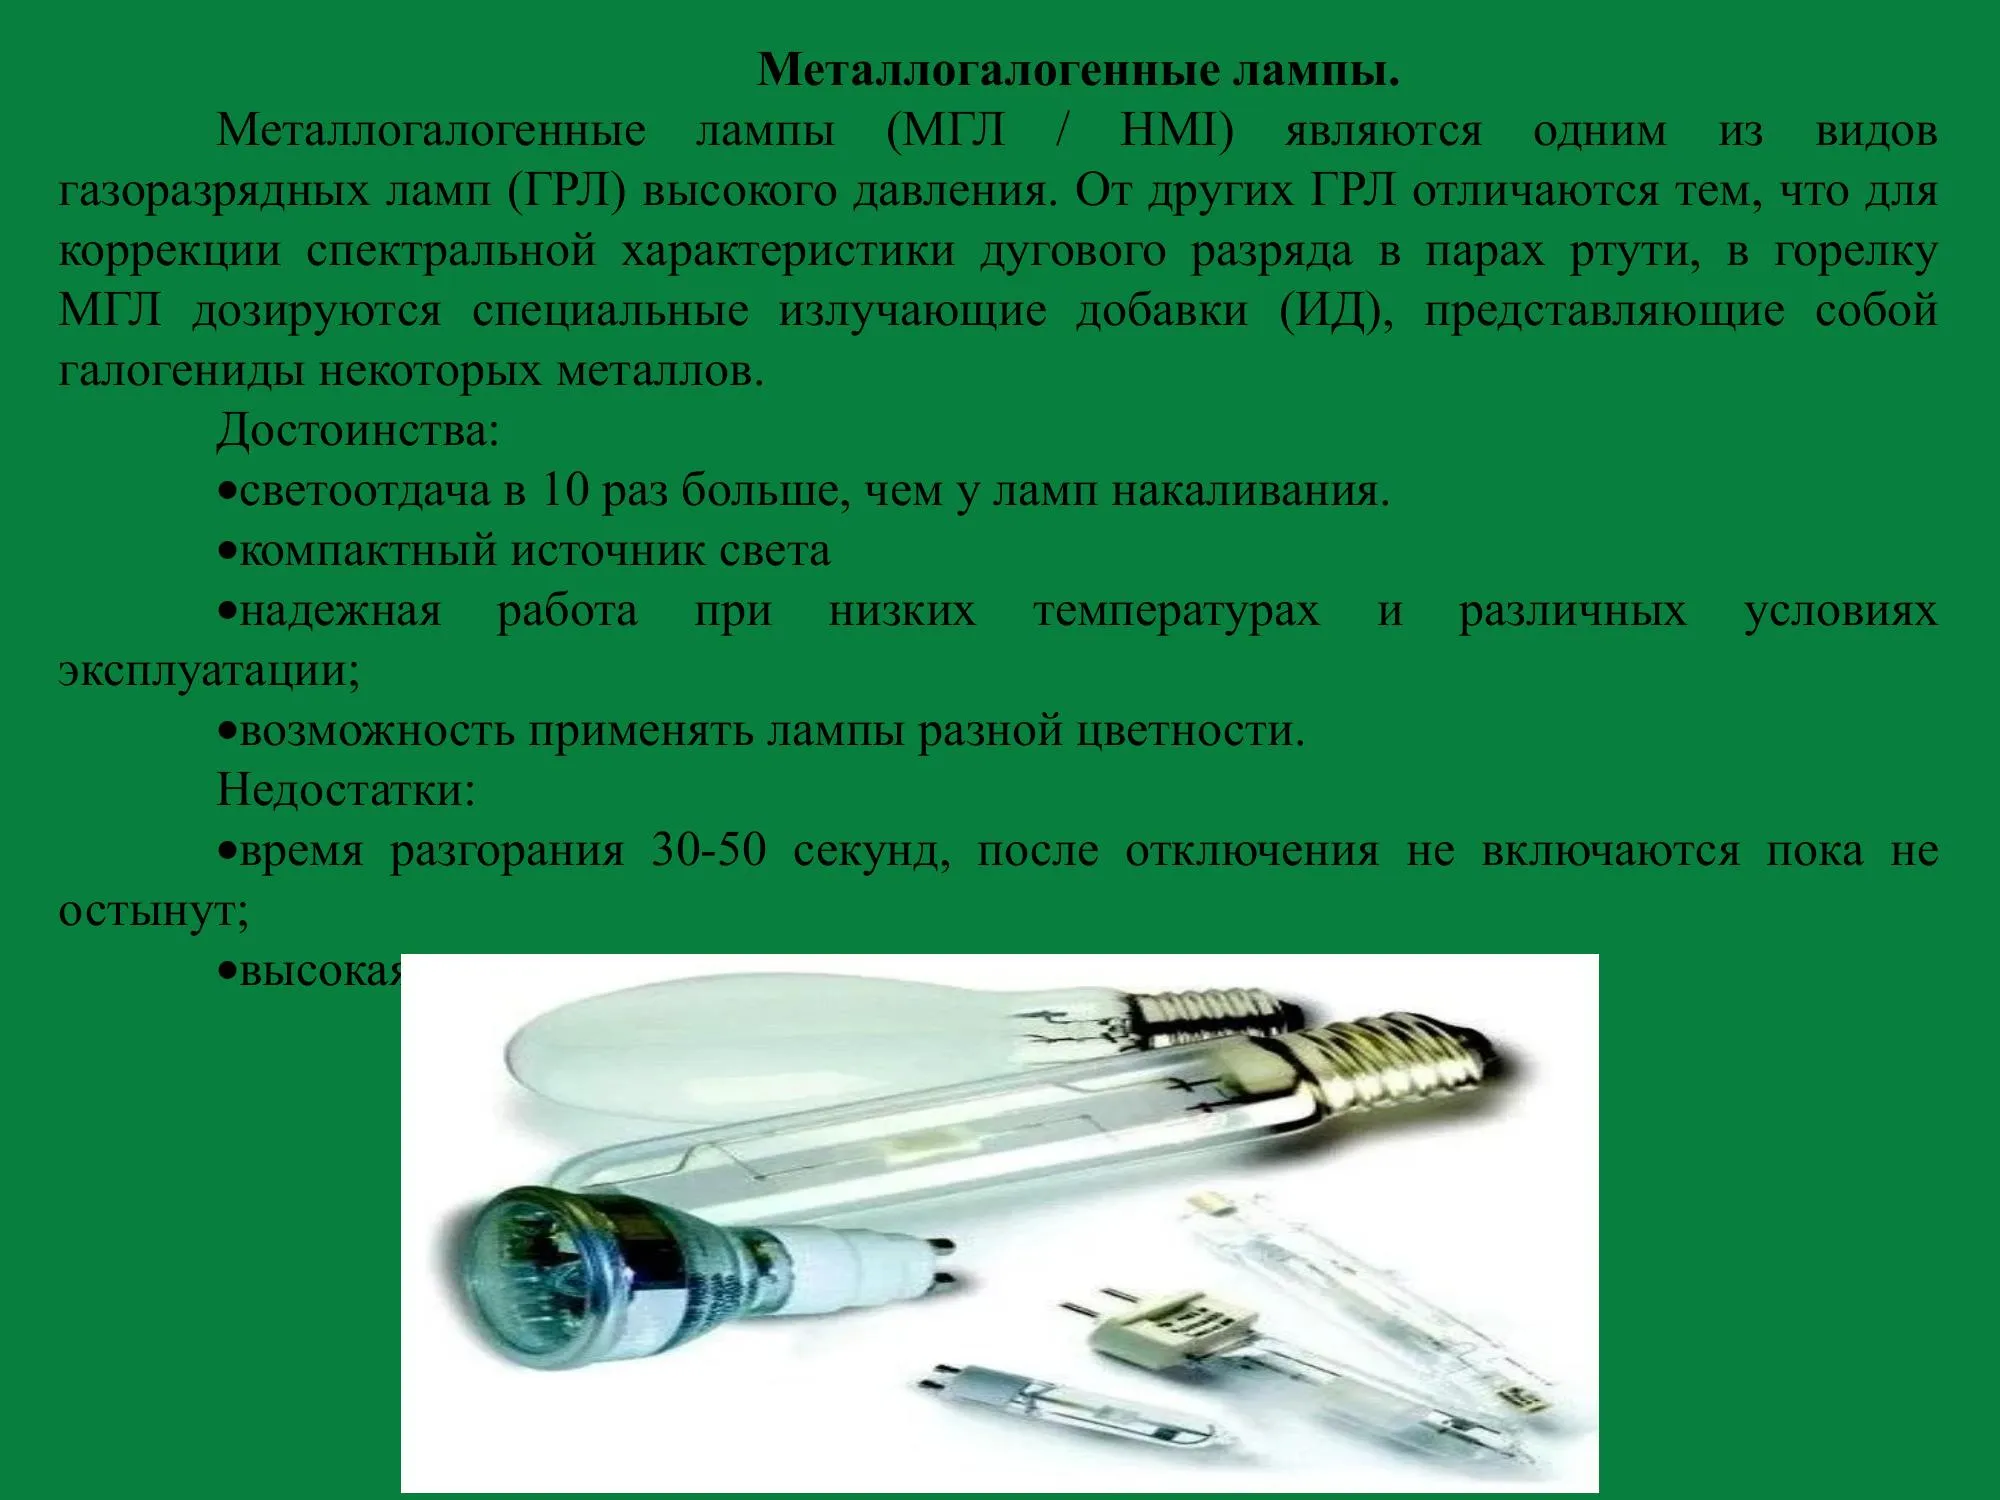 Металлогалогенные лампы.
Металлогалогенные лампы (МГЛ / HMI) являются одним из видов
газоразрядных ламп (ГРЛ) высокого давления. От других ГРЛ отличаются тем, что для
коррекции спектральной характеристики дугового разряда в парах ртути, в горелку
МГЛ дозируются специальные излучающие добавки (ИД), представляющие собой
галогениды некоторых металлов.
Достоинства:
•светоотдача в 10 раз больше, чем у ламп накаливания.
•компактный источник света
•надежная работа при низких температурах и различных условиях
эксплуатации;
•возможность применять лампы разной цветности.
Недостатки:
•время разгорания 30-50 секунд, после отключения не включаются пока не
остынут;
•высокая